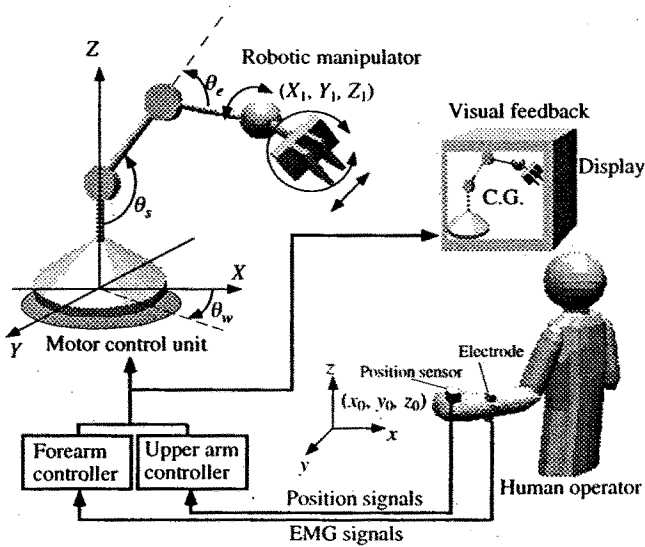 Z
θe
Robotic manipulator
(X1, Y1, Z1)
Visual feedback
Display
C.G.
θs
X
θw
Y
Motor control unit
Electrode
Position sensor
z
(x0, y0, z0)
x
y
Forearm
controller
Upper arm
controller
Position signals
Human operator
EMG signals